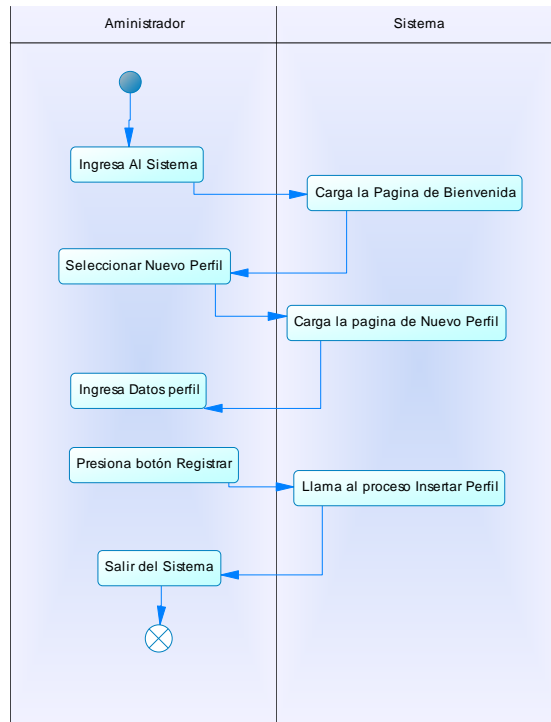 Aministrador
Sistema
Ingresa Al Sistema
Carga la Pagina de Bienvenida
Seleccionar Nuevo Perfil
Carga la pagina de Nuevo Perfil
Ingresa Datos perfil
Presiona botón Registrar
Llama al proceso Insertar Perfil
Salir del Sistema